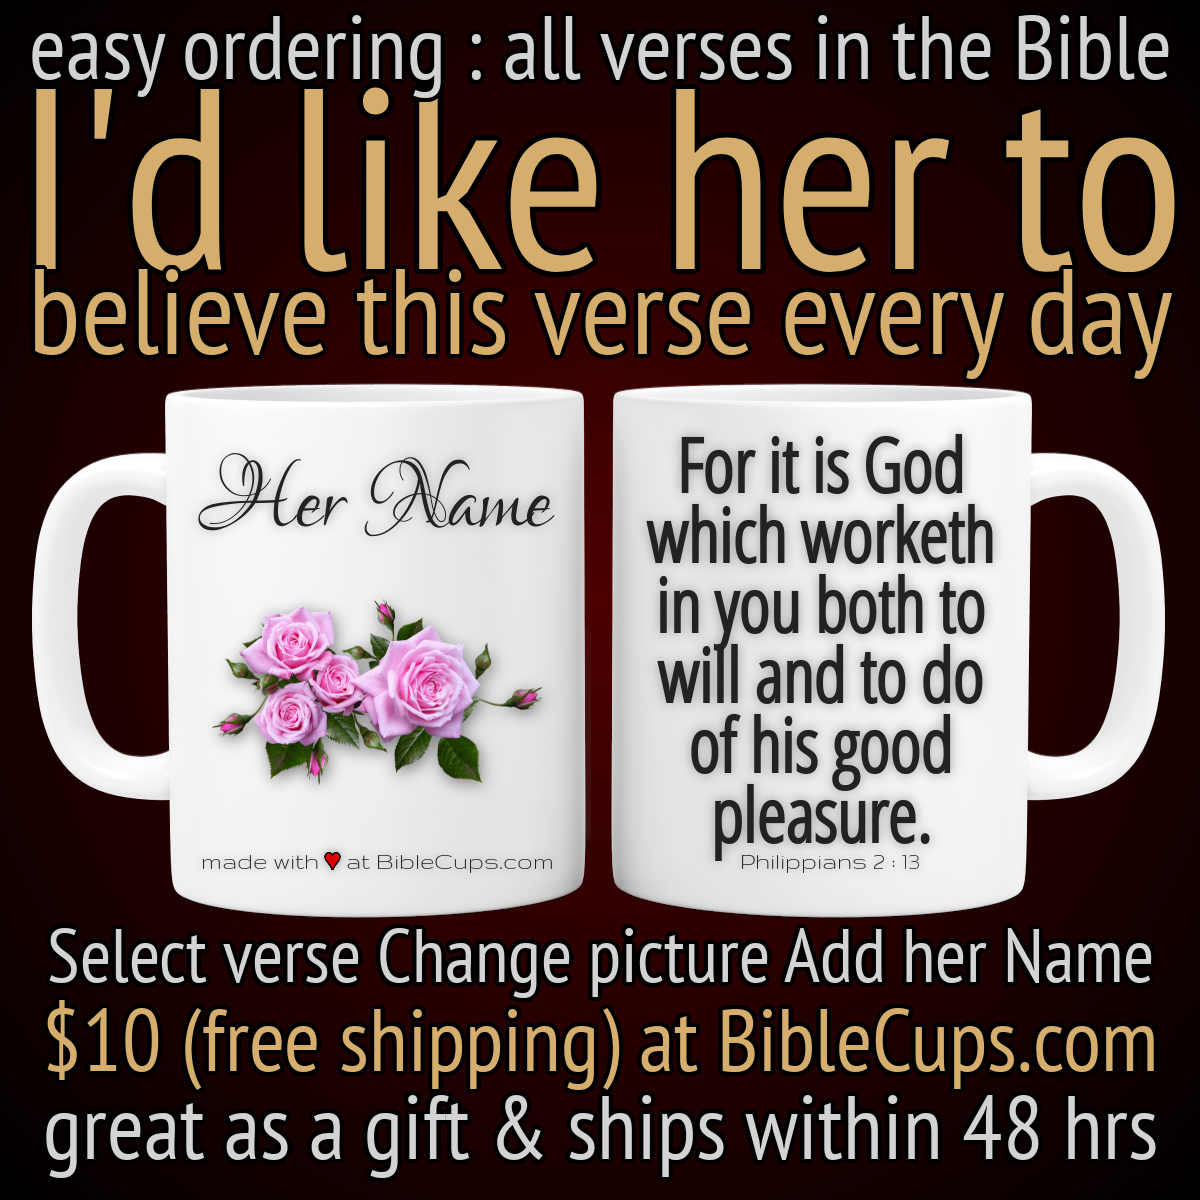 easy ordering : all verses in the Bible
I'd like her to
believe this verse every day
Her Name
made with ❤ at BibleCups.com
For it is God
which worketh
in you both to
will and to do
of his good
pleasure.
Philippians 2 : 13
Select verse Change picture Add her Name
$10 (free shipping) at BibleCups.com
great as a gift & ships within 48 hrs